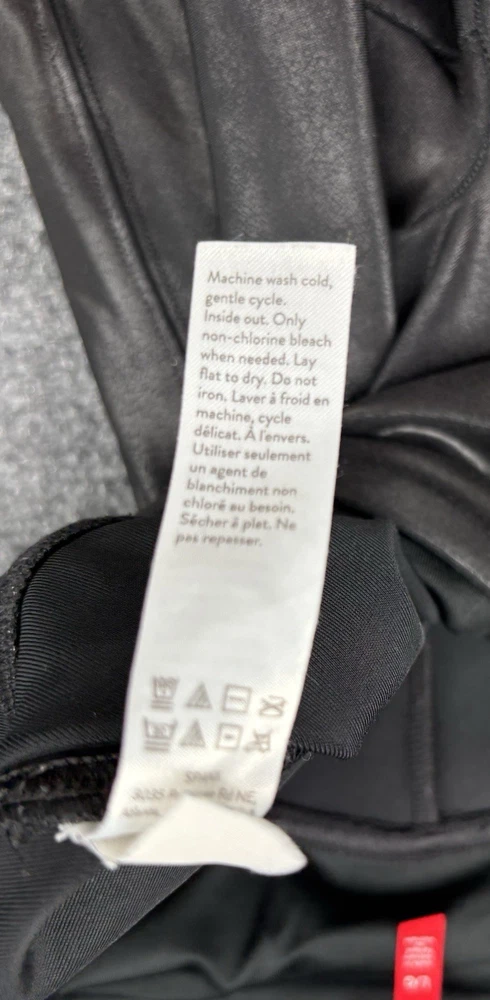 Machine wash cold,
gentle cycle.
Inside out. Only
non-chlorine bleach
when needed. Lay
flat to dry. Do not
iron. Laver à froid en
machine, cycle
délicat. À l'envers.
Utiliser seulement
un agent de
blanchiment non
chloré au besoin.
Sécher à plat. Ne
pas repasser.
Rd NE,